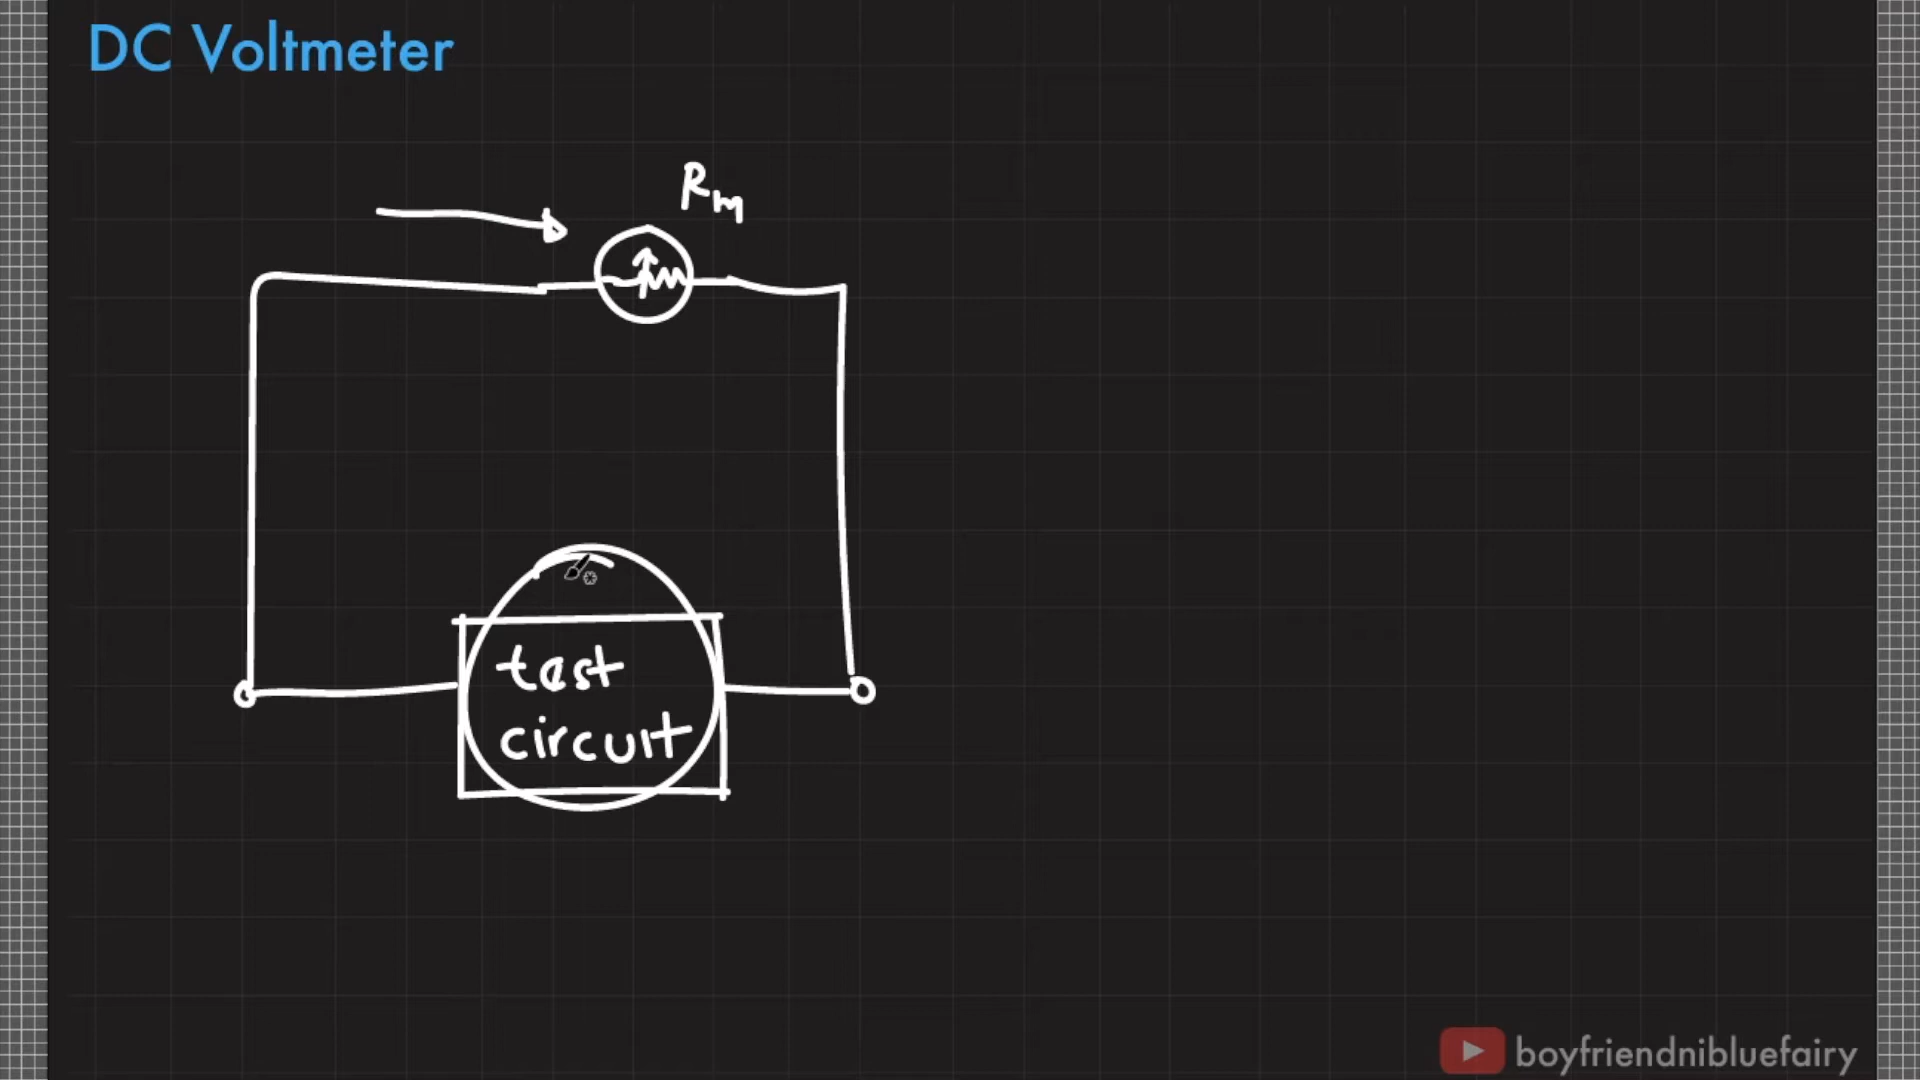 DC Voltmeter
Rm
test
circuit
boyfriendnibluefairy